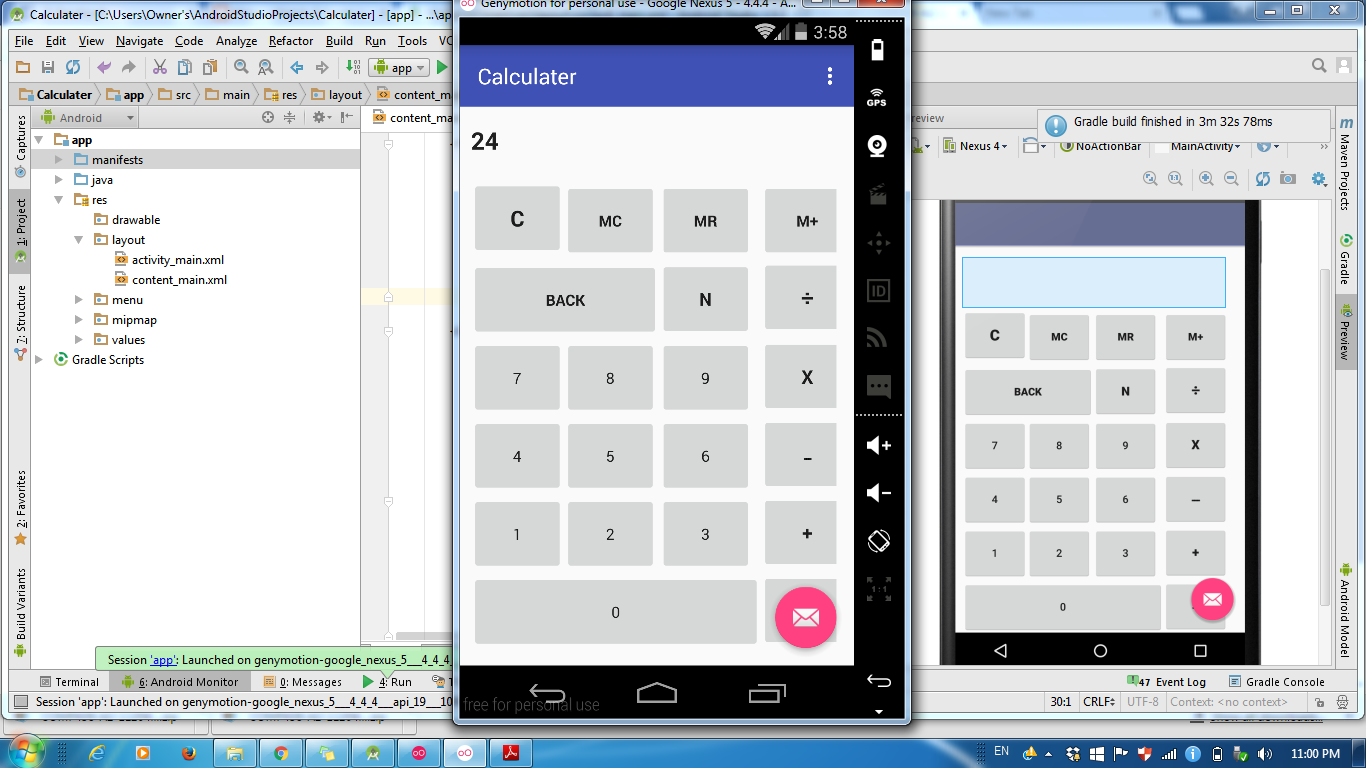 Calculater - [C:\Users\Owner's\AndroidStudioProjects\Calculater] - [app] - ...\ap
File Edit View Navigate Code Analyze Refactor Build Run Tools VC
app
Calculater app src main res layout content_ma
Android
content_ma
app
manifests
java
res
drawable
layout
activity_main.xml
content_main.xml
menu
mipmap
values
Gradle Scripts
Captures
1: Project
7: Structure
2: Favorites
Build Variants
Genymotion for personal use - Google Nexus 5 - 4.4.4 - A...
3:58
Calculater
24
C MC MR M+
BACK N ÷
7 8 9 X
4 5 6 –
1 2 3 +
0
free for personal use
GPS
ID
1:1
review
Gradle build finished in 3m 32s 78ms
Nexus 4
NoActionBar
MainActivity
C MC MR M+
BACK N ÷
7 8 9 X
4 5 6 –
1 2 3 +
0
Maven Projects
Gradle
Preview
Android Model
Session 'app': Launched on genymotion-google_nexus_5___4_4_4_
Terminal 6: Android Monitor 0: Messages 4: Run
47 Event Log Gradle Console
Session 'app': Launched on genymotion-google_nexus_5___4_4_4___api_19___10
30:1 CRLF UTF-8 Context: <no context>
EN
11:00 PM